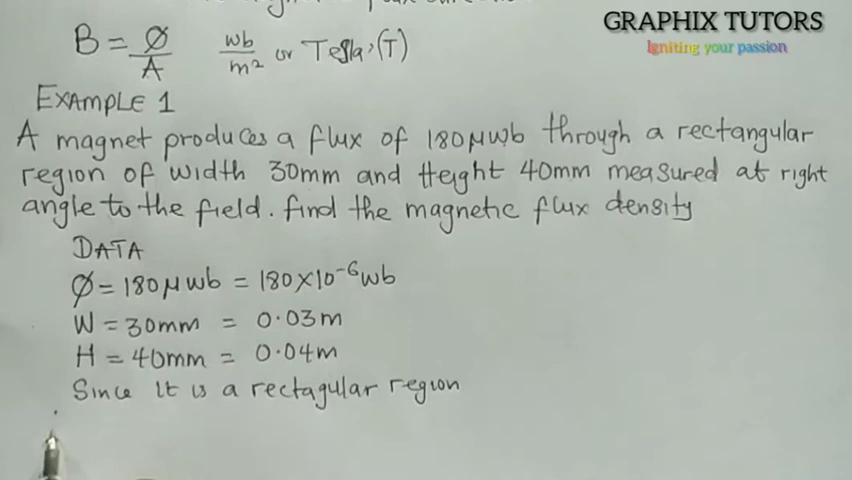 GRAPHIX TUTORS
Igniting your passion
B = Ø/A wb/m² or Tesla, (T)
EXAMPLE 1
A magnet produces a flux of 180μwb through a rectangular
region of width 30mm and Height 40mm measured at right
angle to the field. find the magnetic flux density
DATA
Ø = 180μwb = 180×10⁻⁶wb
W = 30mm = 0.03m
H = 40mm = 0.04m
Since it is a rectagular region